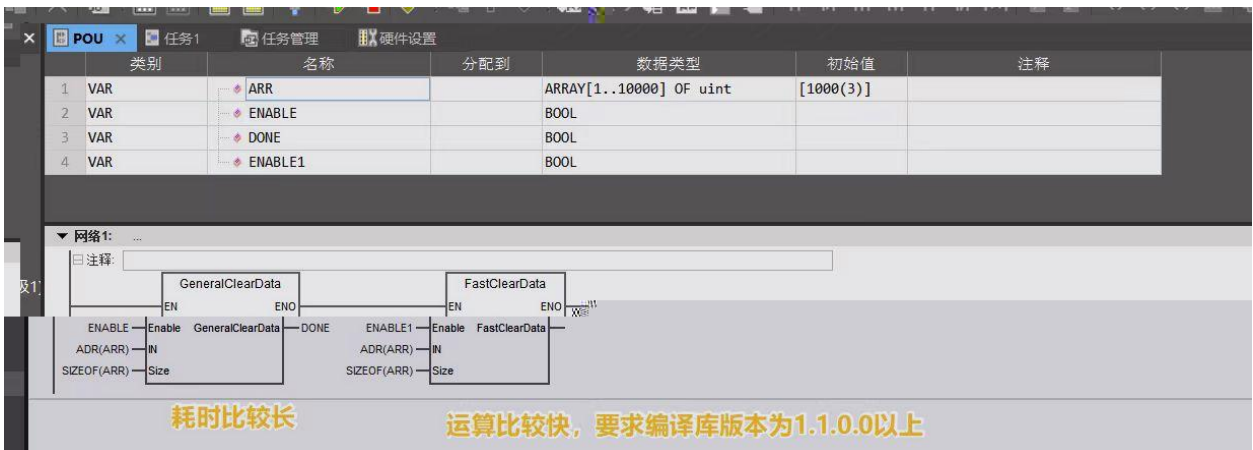 POU × 任务1 任务管理 硬件设置
类别 名称 分配到 数据类型 初始值 注释
1 VAR ARR ARRAY[1..10000] OF uint [1000(3)]
2 VAR ENABLE BOOL
3 VAR DONE BOOL
4 VAR ENABLE1 BOOL
网络1: ...
注释:
GeneralClearData FastClearData
EN ENO EN ENO
ENABLE Enable GeneralClearData DONE ENABLE1 Enable FastClearData
ADR(ARR) IN ADR(ARR) IN
SIZEOF(ARR) Size SIZEOF(ARR) Size
耗时比较长 运算比较快，要求编译库版本为1.1.0.0以上